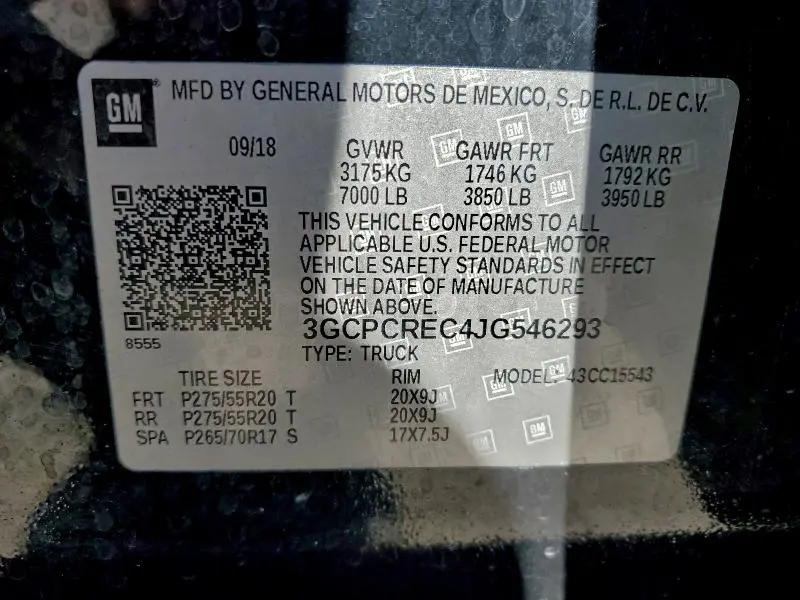 GM
MFD BY GENERAL MOTORS DE MEXICO, S. DE R.L. DE C.V.
09/18 GVWR GAWR FRT GAWR RR
3175 KG 1746 KG 1792 KG
7000 LB 3850 LB 3950 LB
THIS VEHICLE CONFORMS TO ALL
APPLICABLE U.S. FEDERAL MOTOR
VEHICLE SAFETY STANDARDS IN EFFECT
ON THE DATE OF MANUFACTURE
SHOWN ABOVE.
3GCPCREC4JG546293
8555
TYPE: TRUCK
TIRE SIZE RIM MODEL: 43CC15543
FRT P275/55R20 T 20X9J
RR P275/55R20 T 20X9J
SPA P265/70R17 S 17X7.5J